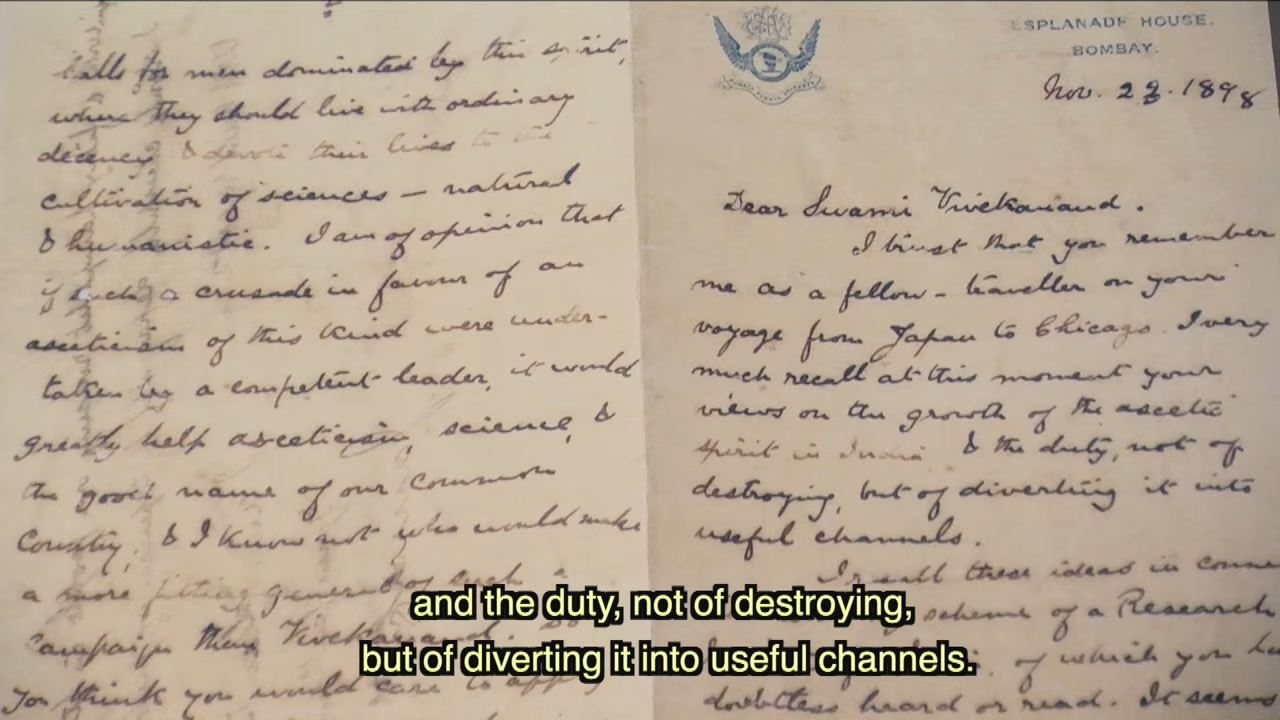 calls for men dominated by this spirit,
where they should live with ordinary
decency & devote their lives to the
cultivation of sciences – natural
& humanistic. I am of opinion that
if such a crusade in favour of an
asceticism of this kind were under-
taken by a competent leader, it would
greatly help asceticism, science, &
the good name of our common
country, & I know not who would make
a more fitting general of such a
campaign than Vivekanand. Do
you think you would care to apply
ESPLANADE HOUSE.
BOMBAY.
Nov. 23. 1898
Dear Swami Vivekanand.
I trust that you remember
me as a fellow-traveller on your
voyage from Japan to Chicago. I very
much recall at this moment your
views on the growth of the ascetic
spirit in India & the duty, not of
destroying, but of diverting it into
useful channels.
I recall these ideas in conne
scheme of a Research
of which you ha
doubtless heard or read. It seems
and the duty, not of destroying,
but of diverting it into useful channels.